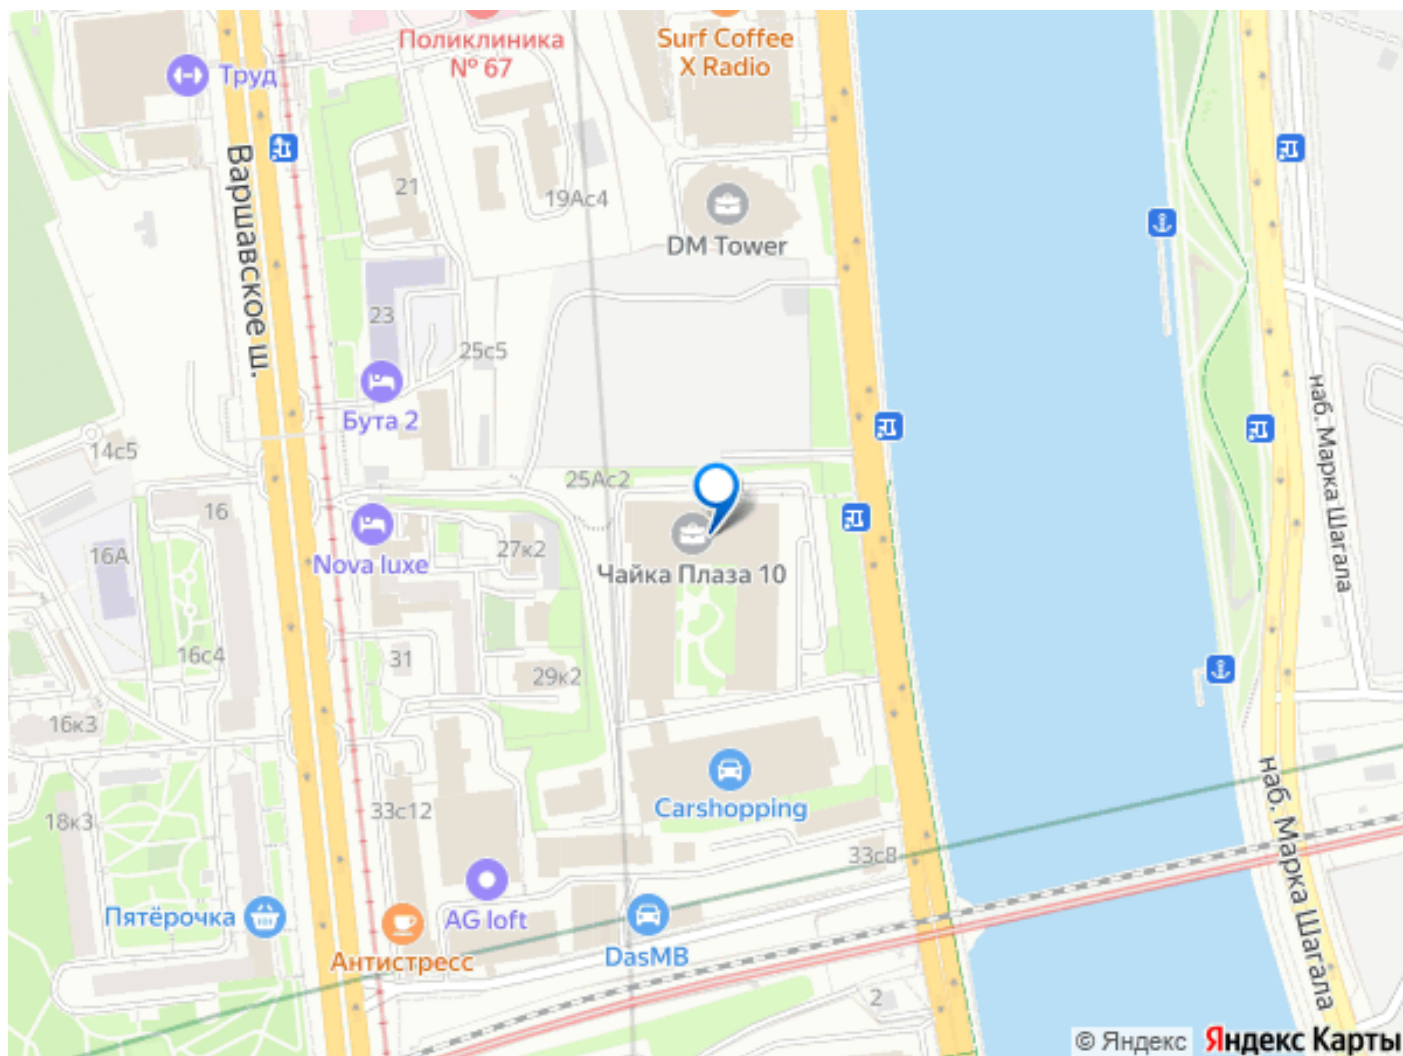 Поликлиника
№ 67
Surf Coffee
X Radio
Труд
Варшавское ш.
21
19Ас4
DM Tower
23
25с5
Бута 2
14с5
25Ас2
16
16А
Nova luxe
27к2
Чайка Плаза 10
наб. Марка Шагала
16с4
31
29к2
16к3
Carshopping
33с12
18к3
33с8
наб. Марка Шагала
Пятёрочка
AG loft
Антистресс
DasMB
2
© Яндекс Яндекс Карты